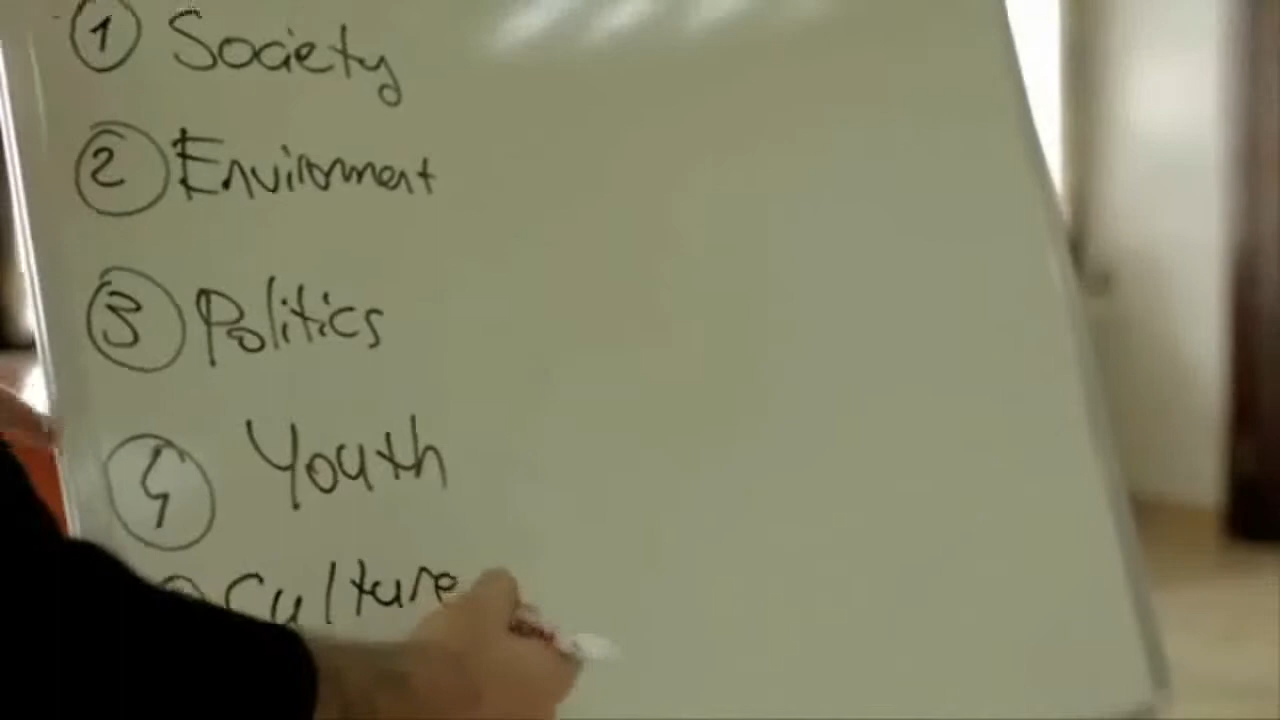 1 Society
2 Environment
3 Politics
4 Youth
Culture